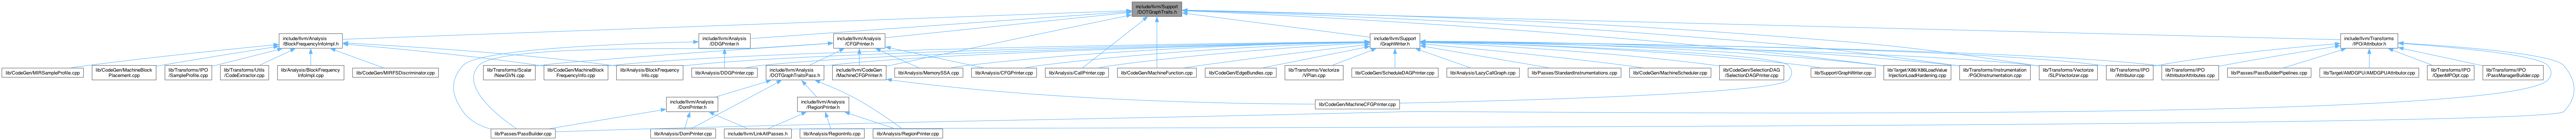 include/llvm/Support
/DOTGraphTraits.h
include/llvm/Analysis
/BlockFrequencyInfoImpl.h
include/llvm/Analysis
/DDGPrinter.h
include/llvm/Analysis
/CFGPrinter.h
include/llvm/Support
/GraphWriter.h
include/llvm/Transforms
/IPO/Attributor.h
lib/CodeGen/MIRSampleProfile.cpp
lib/CodeGen/MachineBlock
Placement.cpp
lib/Transforms/IPO
/SampleProfile.cpp
lib/Transforms/Utils
/CodeExtractor.cpp
lib/Analysis/BlockFrequency
InfoImpl.cpp
lib/CodeGen/MIRFSDiscriminator.cpp
lib/Transforms/Scalar
/NewGVN.cpp
lib/CodeGen/MachineBlock
FrequencyInfo.cpp
lib/Analysis/BlockFrequency
Info.cpp
lib/Analysis/DDGPrinter.cpp
include/llvm/Analysis
/DOTGraphTraitsPass.h
include/llvm/CodeGen
/MachineCFGPrinter.h
lib/Analysis/MemorySSA.cpp
lib/Analysis/CFGPrinter.cpp
lib/Analysis/CallPrinter.cpp
lib/CodeGen/MachineFunction.cpp
lib/CodeGen/EdgeBundles.cpp
lib/Transforms/Vectorize
/VPlan.cpp
lib/CodeGen/ScheduleDAGPrinter.cpp
lib/Analysis/LazyCallGraph.cpp
lib/Passes/StandardInstrumentations.cpp
lib/CodeGen/MachineScheduler.cpp
lib/CodeGen/SelectionDAG
/SelectionDAGPrinter.cpp
lib/Support/GraphWriter.cpp
lib/Target/X86/X86LoadValue
InjectionLoadHardening.cpp
lib/Transforms/Instrumentation
/PGOInstrumentation.cpp
lib/Transforms/Vectorize
/SLPVectorizer.cpp
lib/Transforms/IPO
/Attributor.cpp
lib/Transforms/IPO
/AttributorAttributes.cpp
lib/Passes/PassBuilderPipelines.cpp
lib/Target/AMDGPU/AMDGPUAttributor.cpp
lib/Transforms/IPO
/OpenMPOpt.cpp
lib/Transforms/IPO
/PassManagerBuilder.cpp
include/llvm/Analysis
/DomPrinter.h
include/llvm/Analysis
/RegionPrinter.h
lib/CodeGen/MachineCFGPrinter.cpp
lib/Passes/PassBuilder.cpp
lib/Analysis/DomPrinter.cpp
include/llvm/LinkAllPasses.h
lib/Analysis/RegionInfo.cpp
lib/Analysis/RegionPrinter.cpp